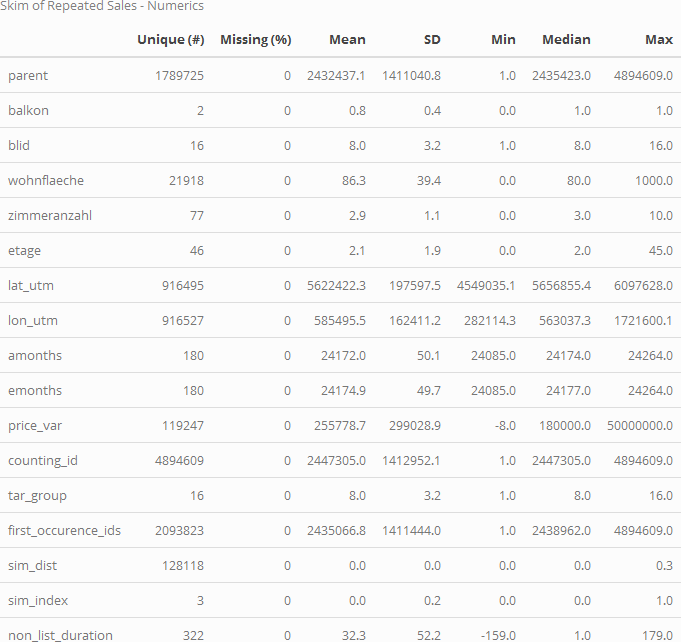 Skim of Repeated Sales - Numerics
Unique (#) Missing (%) Mean SD Min Median Max
parent 1789725 0 2432437.1 1411040.8 1.0 2435423.0 4894609.0
balkon 2 0 0.8 0.4 0.0 1.0 1.0
blid 16 0 8.0 3.2 1.0 8.0 16.0
wohnflaeche 21918 0 86.3 39.4 0.0 80.0 1000.0
zimmeranzahl 77 0 2.9 1.1 0.0 3.0 10.0
etage 46 0 2.1 1.9 0.0 2.0 45.0
lat_utm 916495 0 5622422.3 197597.5 4549035.1 5656855.4 6097628.0
lon_utm 916527 0 585495.5 162411.2 282114.3 563037.3 1721600.1
amonths 180 0 24172.0 50.1 24085.0 24174.0 24264.0
emonths 180 0 24174.9 49.7 24085.0 24177.0 24264.0
price_var 119247 0 255778.7 299028.9 -8.0 180000.0 50000000.0
counting_id 4894609 0 2447305.0 1412952.1 1.0 2447305.0 4894609.0
tar_group 16 0 8.0 3.2 1.0 8.0 16.0
first_occurence_ids 2093823 0 2435066.8 1411444.0 1.0 2438962.0 4894609.0
sim_dist 128118 0 0.0 0.0 0.0 0.0 0.3
sim_index 3 0 0.0 0.2 0.0 0.0 1.0
non_list_duration 322 0 32.3 52.2 -159.0 1.0 179.0